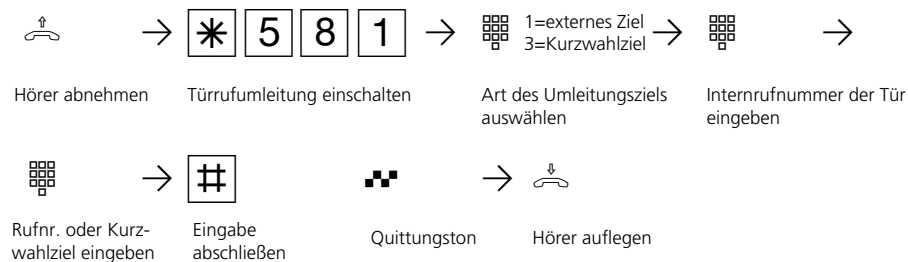 * 5 8 1
1=externes Ziel
3=Kurzwahlziel
Hörer abnehmen
Türrufumleitung einschalten
Art des Umleitungsziels
auswählen
Internrufnummer der Tür
eingeben
#
Rufnr. oder Kurz-
wahlziel eingeben
Eingabe
abschließen
Quittungston
Hörer auflegen